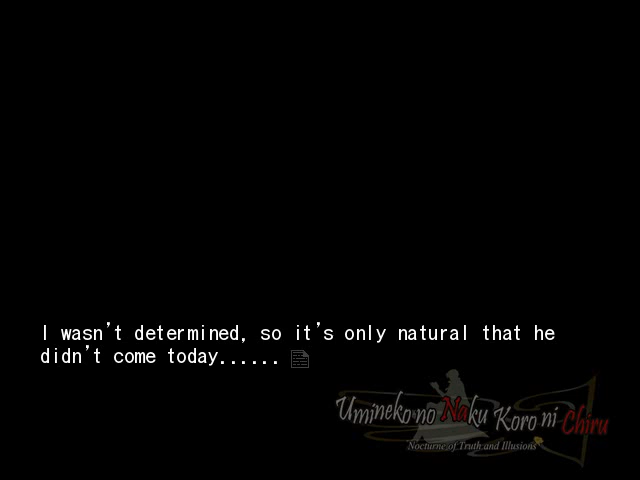 I wasn't determined, so it's only natural that he
didn't come today......
Umineko no Naku Koro ni Chiru
Nocturne of Truth and Illusions